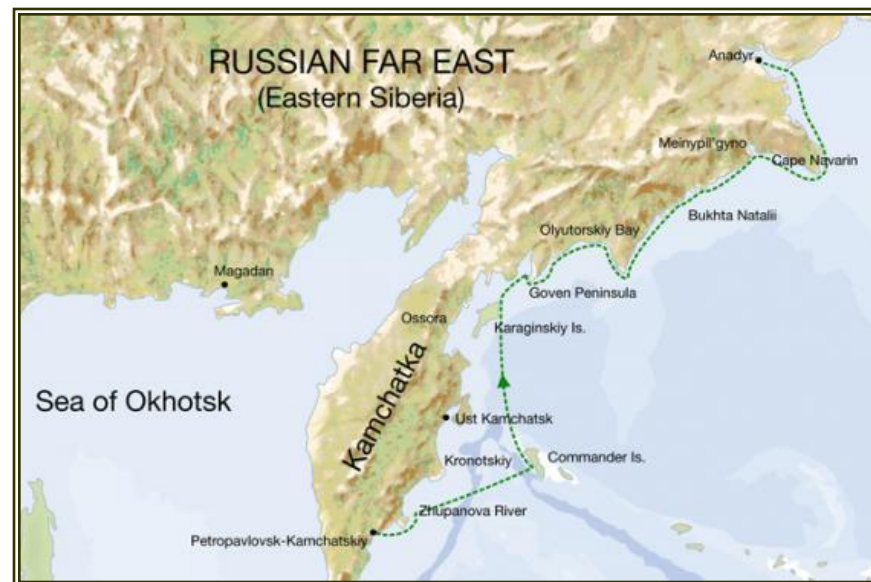 RUSSIAN FAR EAST
(Eastern Siberia)
Anadyr
Meinypil'gyno
Cape Navarin
Bukhta Natalii
Olyutorskiy Bay
Magadan
Goven Peninsula
Ossora
Karaginskiy Is.
Kamchatka
Sea of Okhotsk
Ust Kamchatsk
Kronotskiy
Commander Is.
Zhupanova River
Petropavlovsk-Kamchatskiy